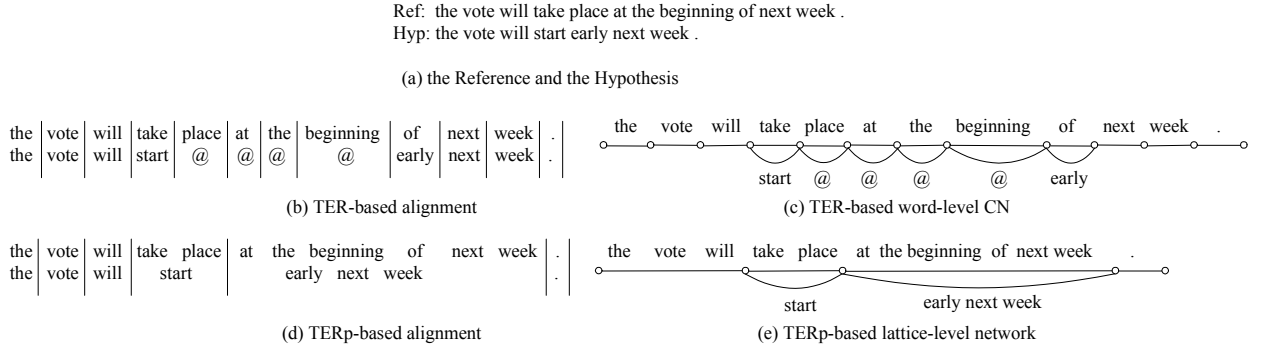 Ref: the vote will take place at the beginning of next week .
Hyp: the vote will start early next week .
(a) the Reference and the Hypothesis
the vote will take place at the beginning of next week .
the vote will start @ @ @ @ early next week .
(b) TER-based alignment
the vote will take place at the beginning of next week .
start @ @ @ @ early
(c) TER-based word-level CN
the vote will take place at the beginning of next week .
the vote will start early next week .
(d) TERp-based alignment
the vote will take place at the beginning of next week .
start early next week
(e) TERp-based lattice-level network